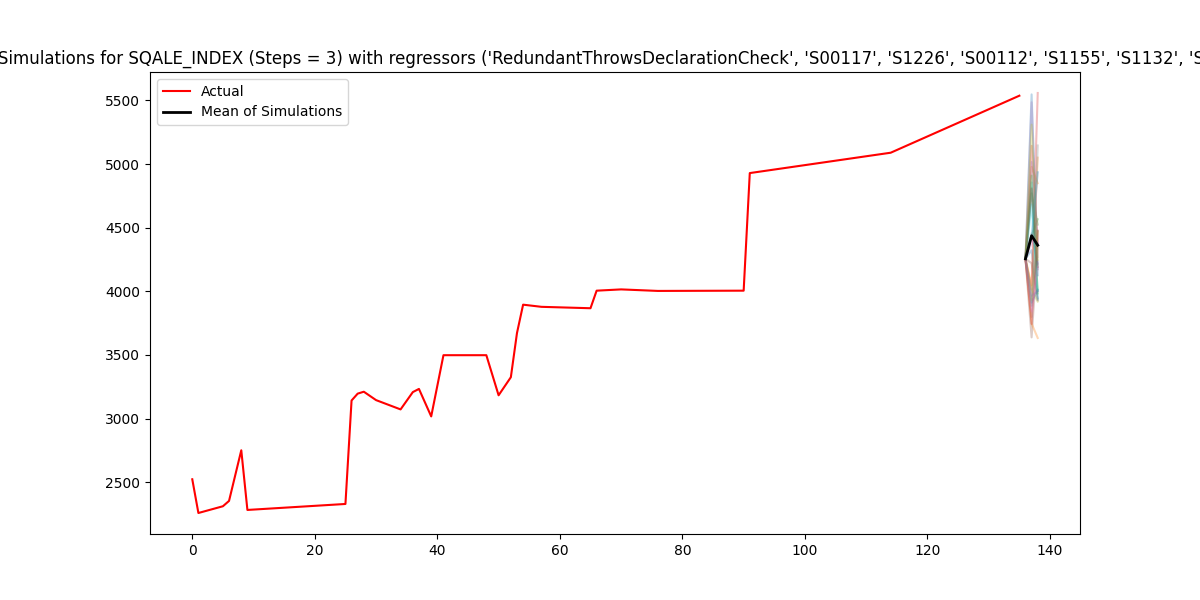 Simulations for SQALE_INDEX (Steps = 3) with regressors ('RedundantThrowsDeclarationCheck', 'S00117', 'S1226', 'S00112', 'S1155', 'S1132', 'S
Actual
Mean of Simulations
5500
5000
4500
4000
3500
3000
2500
0 20 40 60 80 100 120 140